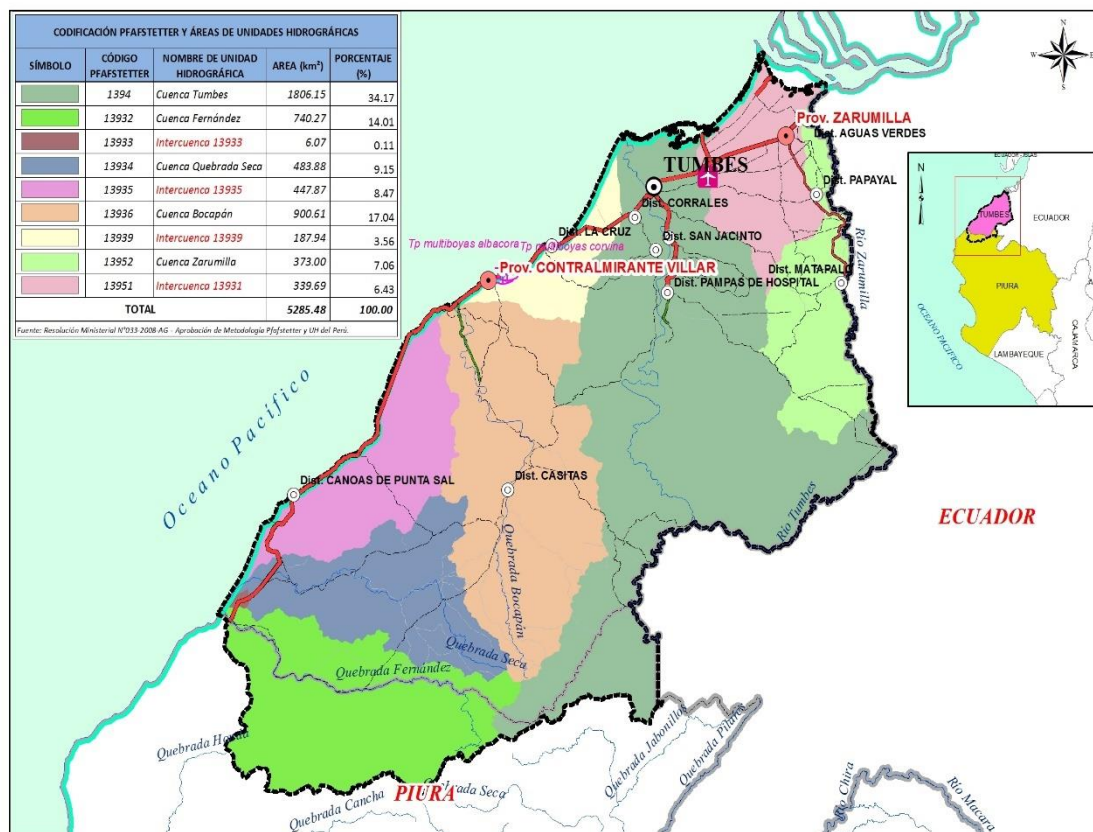 CODIFICACIÓN PFAFSTETTER Y ÁREAS DE UNIDADES HIDROGRÁFICAS
SÍMBOLO CÓDIGO PFAFSTETTER NOMBRE DE UNIDAD HIDROGRÁFICA AREA (km²) PORCENTAJE (%)
1394 Cuenca Tumbes 1806.15 34.17
13932 Cuenca Fernández 740.27 14.01
13933 Intercuenca 13933 6.07 0.11
13934 Cuenca Quebrada Seca 483.88 9.15
13935 Intercuenca 13935 447.87 8.47
13936 Cuenca Bocapán 900.61 17.04
13939 Intercuenca 13939 187.94 3.56
13952 Cuenca Zarumilla 373.00 7.06
13951 Intercuenca 13931 339.69 6.43
TOTAL 5285.48 100.00
Fuente: Resolución Ministerial N°033-2008-AG - Aprobación de Metodología Pfafstetter y UH del Perú.
N
S
Prov. ZARUMILLA
Dist. AGUAS VERDES
TUMBES
Dist. PAPAYAL
Dist. CORRALES
Dist. LA CRUZ
Tp multiboyas albacora
Dist. SAN JACINTO
Prov. CONTRALMIRANTE VILLAR
Dist. MATAPALO
Dist. PAMPAS DE HOSPITAL
Río Zarumilla
Oceano Pacífico
Dist. CANOAS DE PUNTA SAL
Dist. CASITAS
Río Tumbes
ECUADOR
Quebrada Bocapán
Quebrada Seca
Quebrada Fernández
Quebrada Jabonillos
Quebrada Pilares
Quebrada Seca
PIURA
Quebrada Cancha
Río Chira
Río Macara
N
S
TUMBES
ECUADOR
PIURA
OCEANO PACIFICO
LAMBAYEQUE
CAJAMARCA